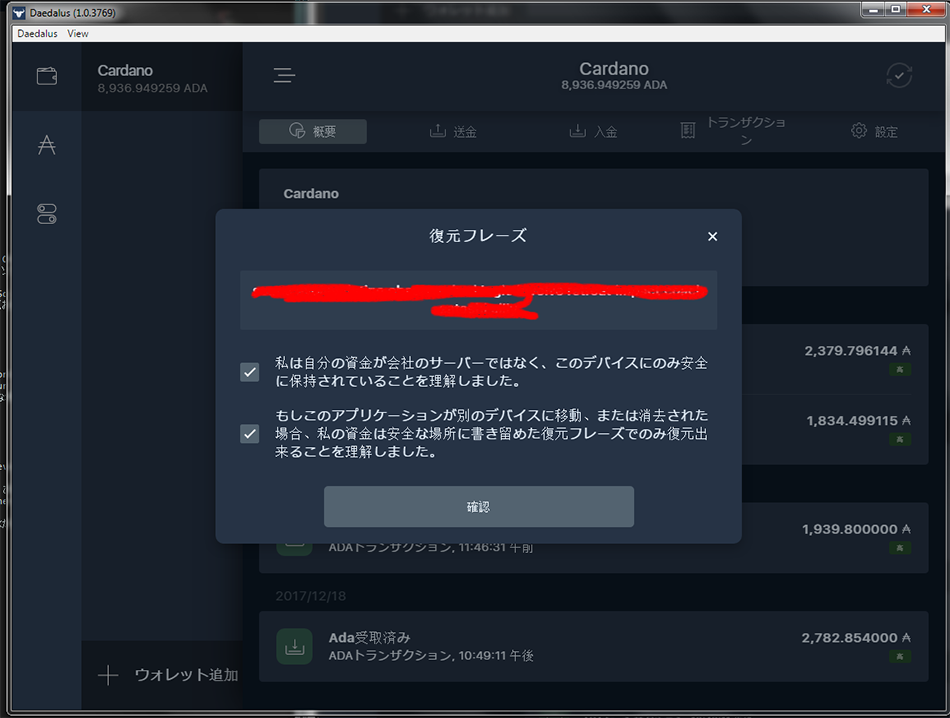 Daedalus (1.0.3769)
Daedalus View
Cardano
8,936.949259 ADA
Cardano
8,936.949259 ADA
概要
送金
入金
トランザクショ
ン
設定
Cardano
復元フレーズ
私は自分の資金が会社のサーバーではなく、このデバイスにのみ安全
に保持されていることを理解しました。
もしこのアプリケーションが別のデバイスに移動、または消去された
場合、私の資金は安全な場所に書き留めた復元フレーズでのみ復元出
来ることを理解しました。
確認
2,379.796144
高
1,834.499115
高
1,939.800000
高
ADAトランザクション, 11:46:31 午前
2017/12/18
Ada受取済み
2,782.854000
ADAトランザクション, 10:49:11 午後
高
ウォレット追加